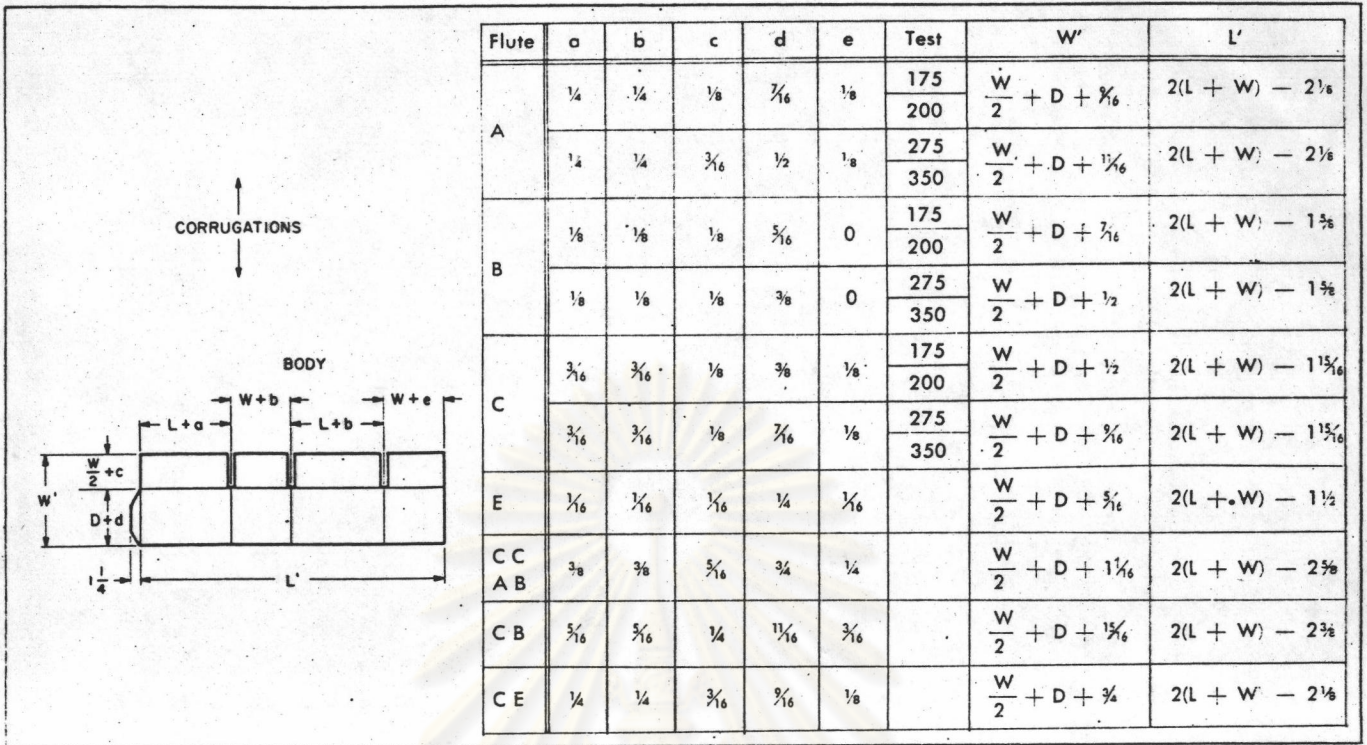 CORRUGATIONS
BODY
W+b W+e
L+a L+b
W/2 +c
W'
D+d
1 1/4
L'
Flute a b c d e Test W' L'
A
1/4 1/4 1/8 7/16 1/8 175 200 W/2 + D + 9/16 2(L + W) − 2 1/8
1/4 1/4 3/16 1/2 1/8 275 350 W/2 + D + 11/16 2(L + W) − 2 1/8
B
1/8 1/8 1/8 5/16 0 175 200 W/2 + D + 7/16 2(L + W) − 1 5/8
1/8 1/8 1/8 3/8 0 275 350 W/2 + D + 1/2 2(L + W) − 1 5/8
C
3/16 3/16 1/8 3/8 1/8 175 200 W/2 + D + 1/2 2(L + W) − 1 15/16
3/16 3/16 1/8 7/16 1/8 275 350 W/2 + D + 9/16 2(L + W) − 1 15/16
E 1/16 1/16 1/16 1/4 1/16 W/2 + D + 5/16 2(L + W) − 1 1/2
C C
A B
3/8 3/8 5/16 3/4 1/4 W/2 + D + 1 1/16 2(L + W) − 2 5/8
C B 5/16 5/16 1/4 11/16 3/16 W/2 + D + 15/16 2(L + W) − 2 3/8
C E 1/4 1/4 3/16 9/16 1/8 W/2 + D + 3/4 2(L + W) − 2 1/8